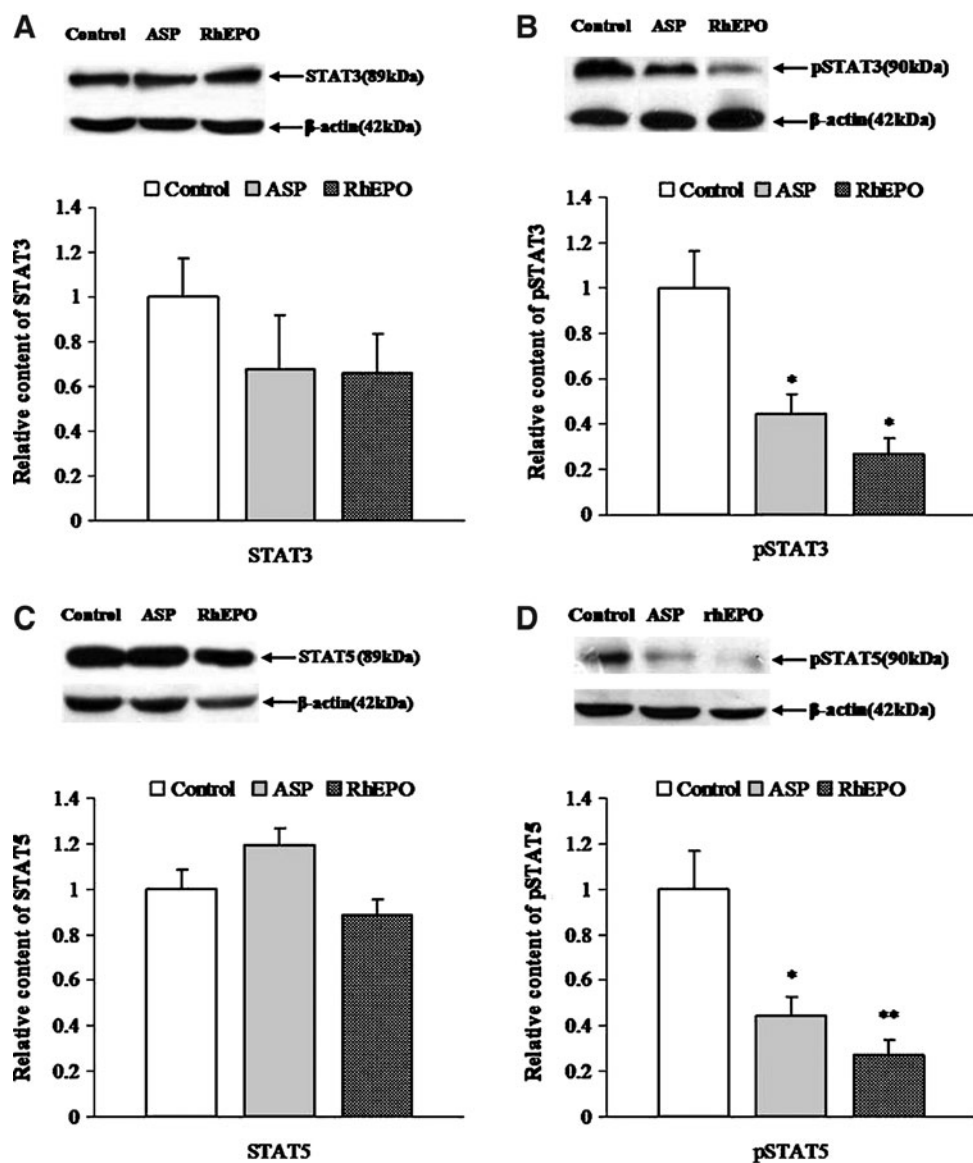 A
Control ASP RhEPO
STAT3(89kDa)
β-actin(42kDa)
Control ASP RhEPO
Relative content of STAT3
1.4
1.2
1
0.8
0.6
0.4
0.2
0
STAT3
B
Control ASP RhEPO
pSTAT3(90kDa)
β-actin(42kDa)
Control ASP RhEPO
Relative content of pSTAT3
1.4
1.2
1
0.8
0.6
0.4
0.2
0
*
*
pSTAT3
C
Control ASP RhEPO
STAT5(89kDa)
β-actin(42kDa)
Control ASP RhEPO
Relative content of STAT5
1.4
1.2
1
0.8
0.6
0.4
0.2
0
STAT5
D
Control ASP rhEPO
pSTAT5(90kDa)
β-actin(42kDa)
Control ASP RhEPO
Relative content of pSTAT5
1.4
1.2
1
0.8
0.6
0.4
0.2
0
*
**
pSTAT5